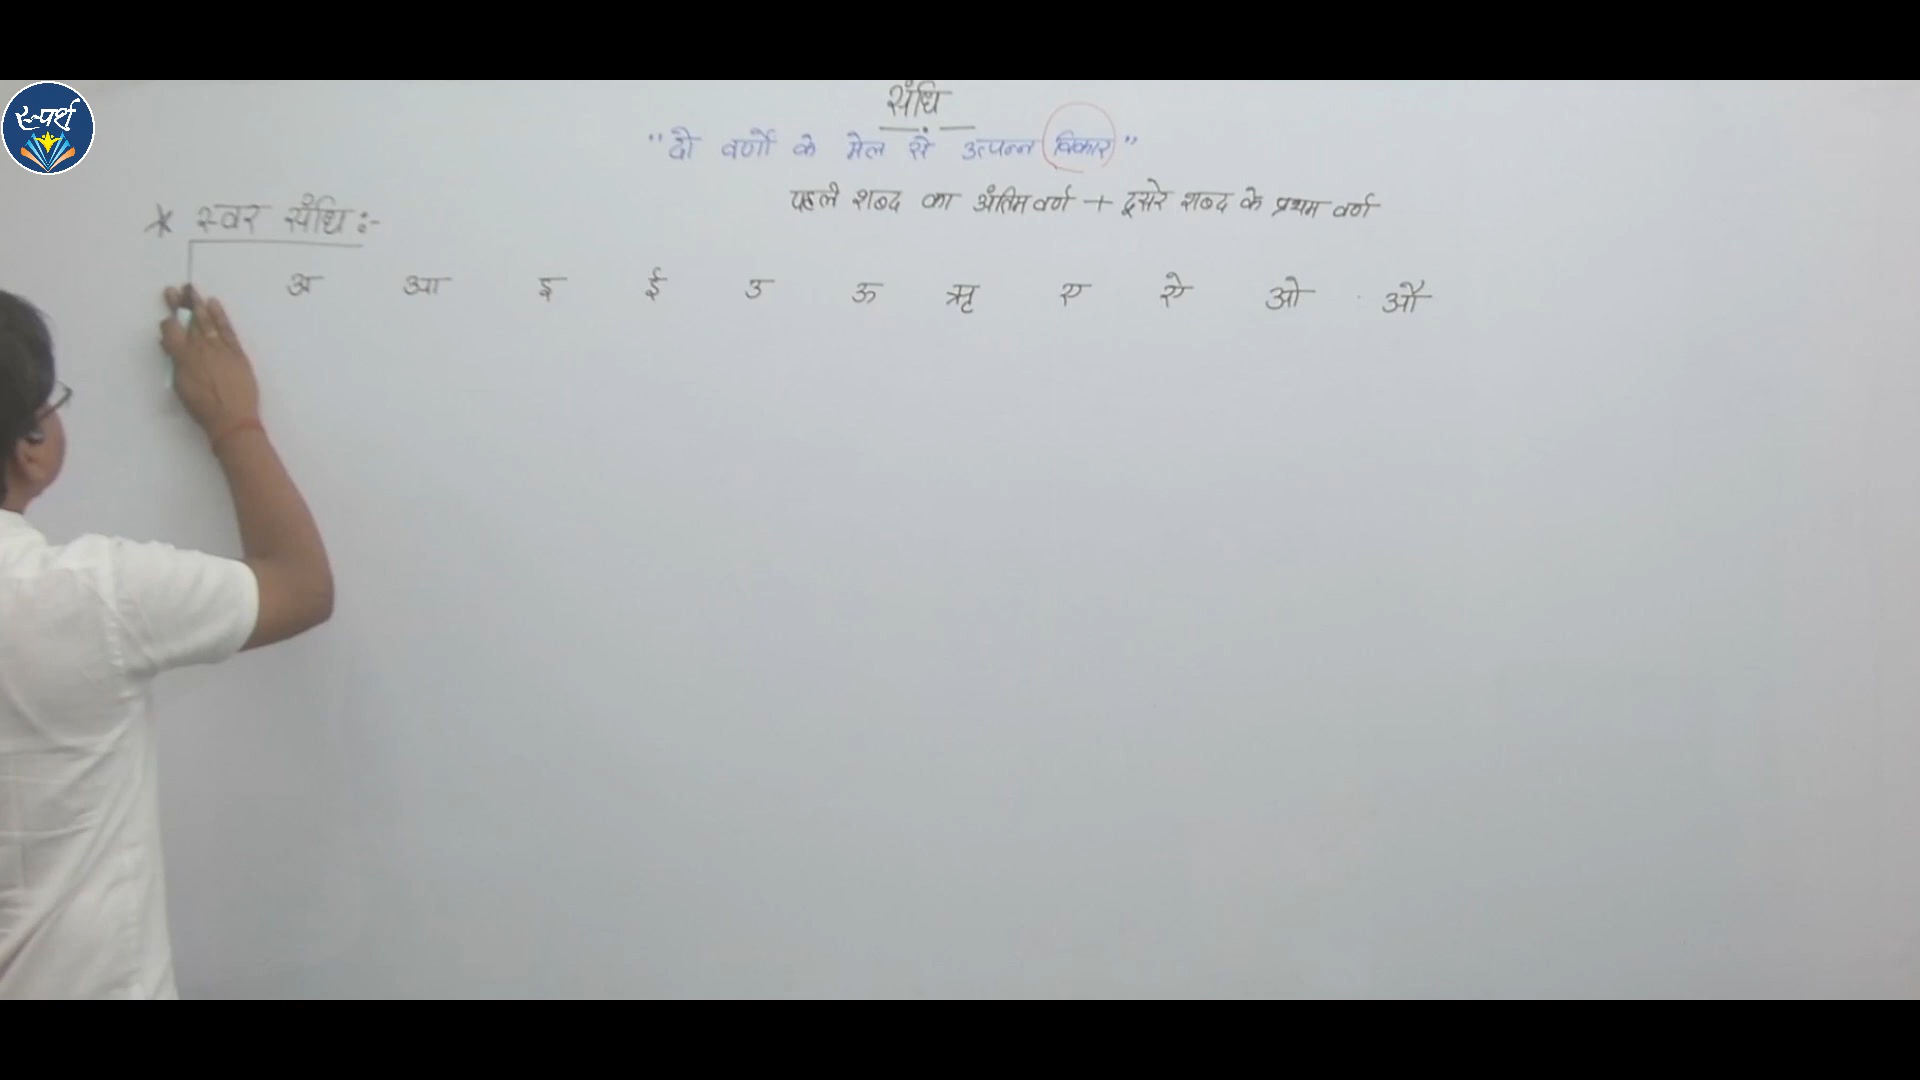 स्पर्श
संधि
"दो वर्णों के मेल से उत्पन्न विकार"
पहले शब्द का अंतिम वर्ण + दूसरे शब्द के प्रथम वर्ण
* स्वर संधि :-
अ आ इ ई उ ऊ ऋ ए ऐ ओ औ